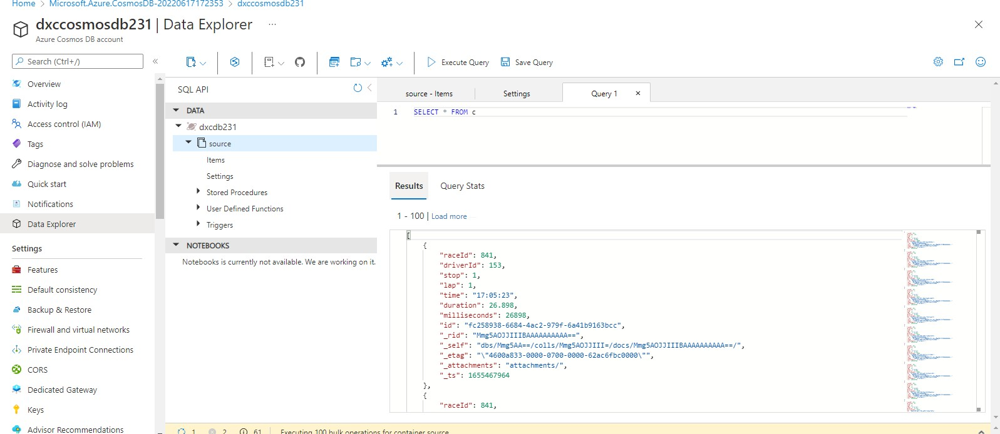 Home > Microsoft.Azure.CosmosDB-20220617172353 > dxccosmosdb231
dxccosmosdb231 | Data Explorer ...
Azure Cosmos DB account
Search (Ctrl+/)
Overview
Activity log
Access control (IAM)
Tags
Diagnose and solve problems
Quick start
Notifications
Data Explorer
Settings
Features
Default consistency
Backup & Restore
Firewall and virtual networks
Private Endpoint Connections
CORS
Dedicated Gateway
Keys
Advisor Recommendations
Execute Query
Save Query
SQL API
DATA
dxcdb231
source
Items
Settings
Stored Procedures
User Defined Functions
Triggers
NOTEBOOKS
Notebooks is currently not available. We are working on it.
source - Items
Settings
Query 1
1 SELECT * FROM c
Results
Query Stats
1 - 100 | Load more
[
{
"raceId": 841,
"driverId": 153,
"stop": 1,
"lap": 1,
"time": "17:05:23",
"duration": 26.898,
"milliseconds": 26898,
"id": "fc258938-6684-4ac2-979f-6a41b9163bcc",
"_rid": "Mmg5AOJJIIIBAAAAAAAAAA==",
"_self": "dbs/Mmg5AA==/colls/Mmg5AOJJIII=/docs/Mmg5AOJJIIIBAAAAAAAAAA==/",
"_etag": "\"4600a833-0000-0700-0000-62ac6fbc0000\"",
"_attachments": "attachments/",
"_ts": 1655467964
},
{
"raceId": 841,
1 2 61 Executing 100 bulk operations for container source